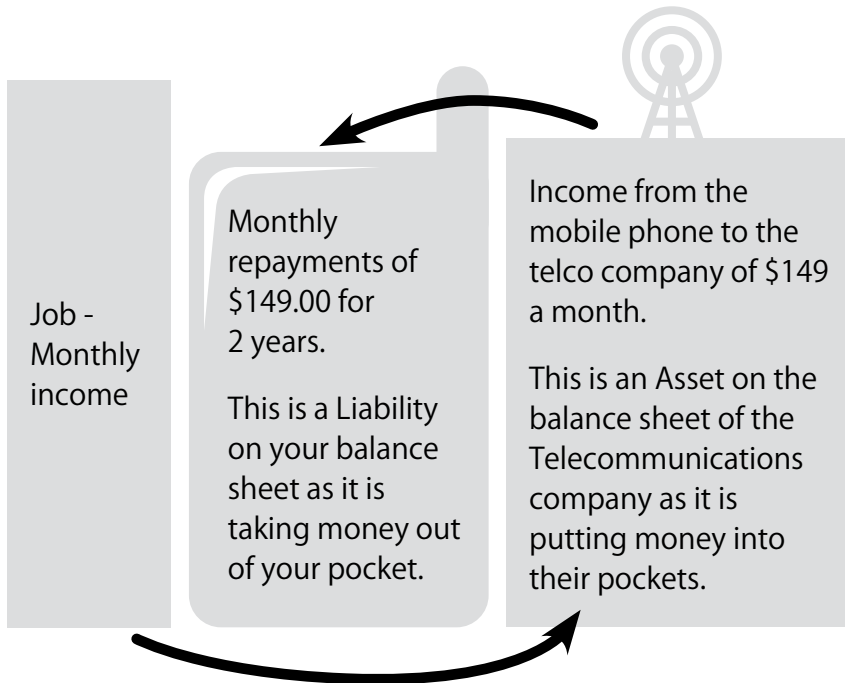 Job -
Monthly
income
Monthly
repayments of
$149.00 for
2 years.
This is a Liability
on your balance
sheet as it is
taking money out
of your pocket.
Income from the
mobile phone to the
telco company of $149
a month.
This is an Asset on the
balance sheet of the
Telecommunications
company as it is
putting money into
their pockets.